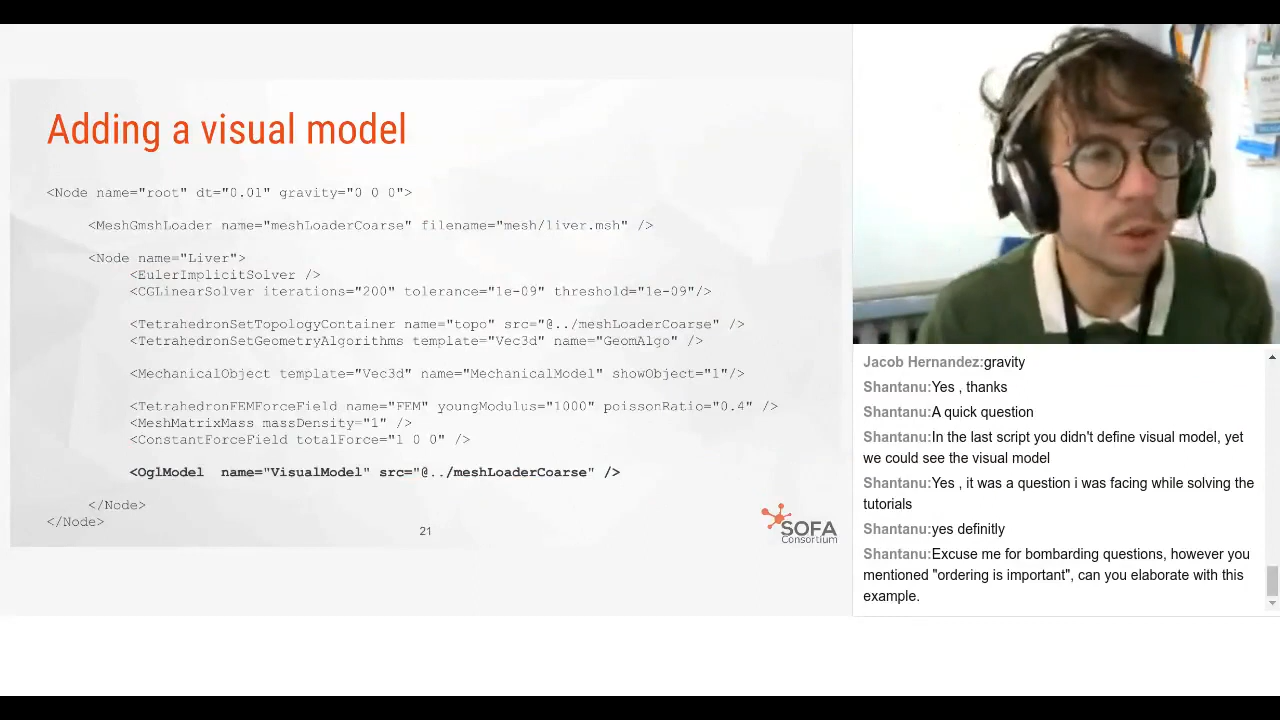 Adding a visual model
<Node name="root" dt="0.01" gravity="0 0 0">
<MeshGmshLoader name="meshLoaderCoarse" filename="mesh/liver.msh" />
<Node name="Liver">
<EulerImplicitSolver />
<CGLinearSolver iterations="200" tolerance="1e-09" threshold="1e-09"/>
<TetrahedronSetTopologyContainer name="topo" src="@../meshLoaderCoarse" />
<TetrahedronSetGeometryAlgorithms template="Vec3d" name="GeomAlgo" />
<MechanicalObject template="Vec3d" name="MechanicalModel" showObject="1"/>
<TetrahedronFEMForceField name="FEM" youngModulus="1000" poissonRatio="0.4" />
<MeshMatrixMass massDensity="1" />
<ConstantForceField totalForce="1 0 0" />
<OglModel name="VisualModel" src="@../meshLoaderCoarse" />
</Node>
</Node>
21
SOFA
Consortium
Jacob Hernandez:gravity
Shantanu:Yes , thanks
Shantanu:A quick question
Shantanu:In the last script you didn't define visual model, yet
we could see the visual model
Shantanu:Yes , it was a question i was facing while solving the
tutorials
Shantanu:yes definitly
Shantanu:Excuse me for bombarding questions, however you
mentioned "ordering is important", can you elaborate with this
example.